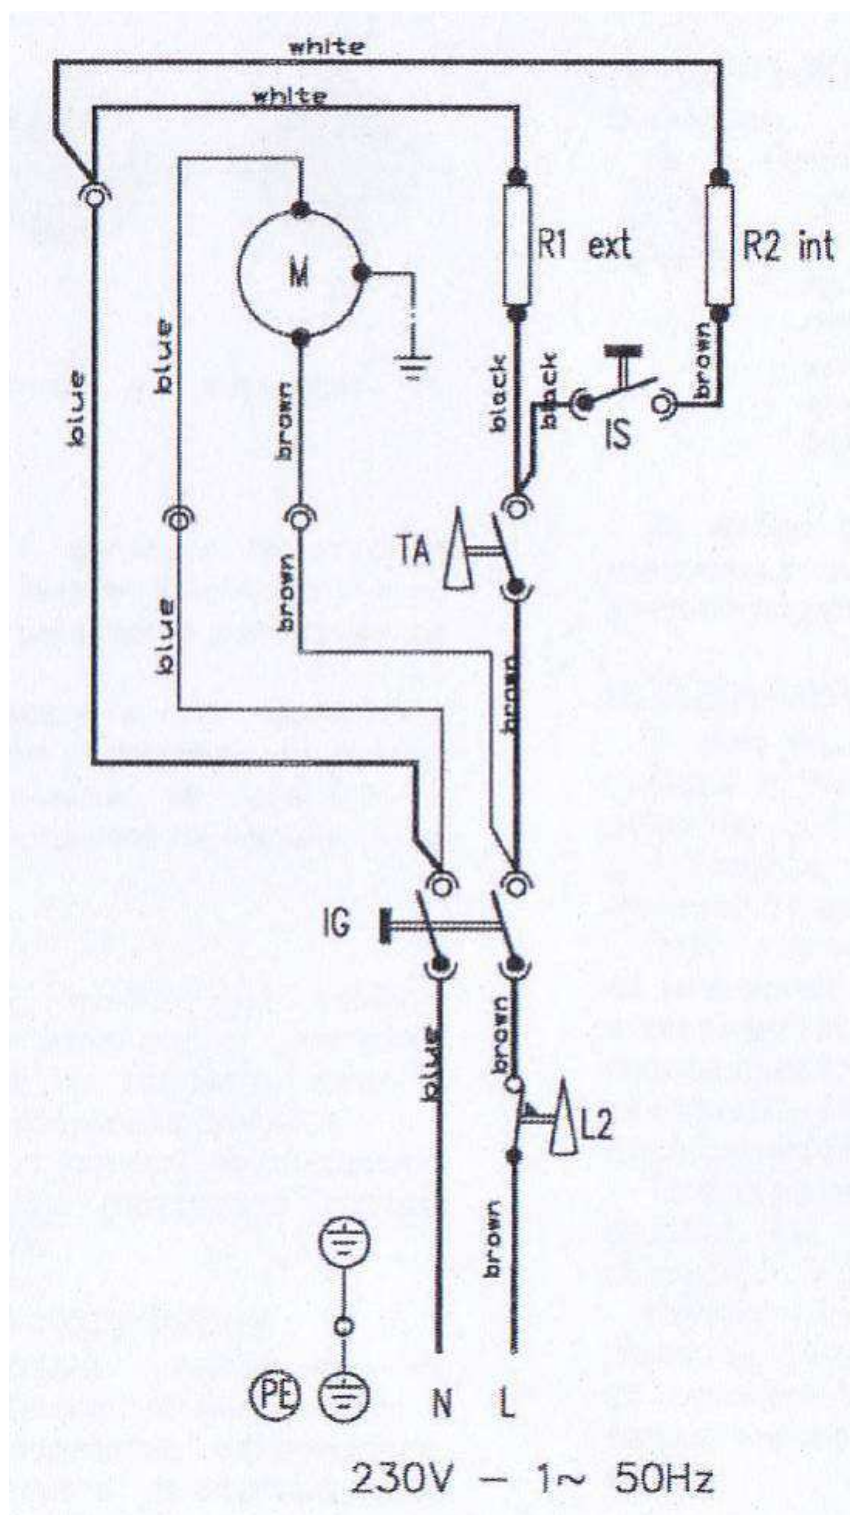 white
white
R1 ext
R2 int
M
blue
blue
brown
black
black
brown
IS
TA
blue
brown
brown
IG
blue
brown
L2
brown
PE
N
L
230V – 1~ 50Hz